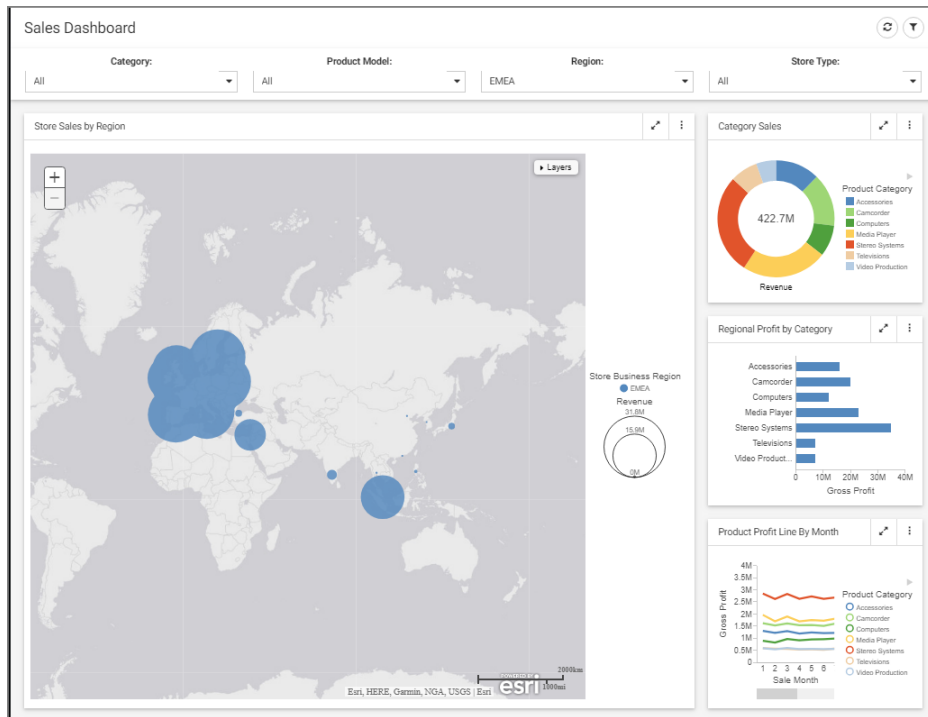 Sales Dashboard
Category:
Product Model:
Region:
Store Type:
All
All
EMEA
All
Store Sales by Region
+
−
Layers
Store Business Region
EMEA
Revenue
31.8M
15.9M
0M
2000km
1000mi
Esri, HERE, Garmin, NGA, USGS | Esri
POWERED BY
esri
Category Sales
422.7M
Revenue
Product Category
Accessories
Camcorder
Computers
Media Player
Stereo Systems
Televisions
Video Production
Regional Profit by Category
Accessories
Camcorder
Computers
Media Player
Stereo Systems
Televisions
Video Product...
0M 10M 20M 30M 40M
Gross Profit
Product Profit Line By Month
Gross Profit
4M
3.5M
3M
2.5M
2M
1.5M
1M
0.5M
0
1 2 3 4 5 6
Sale Month
Product Category
Accessories
Camcorder
Computers
Media Player
Stereo Systems
Televisions
Video Production